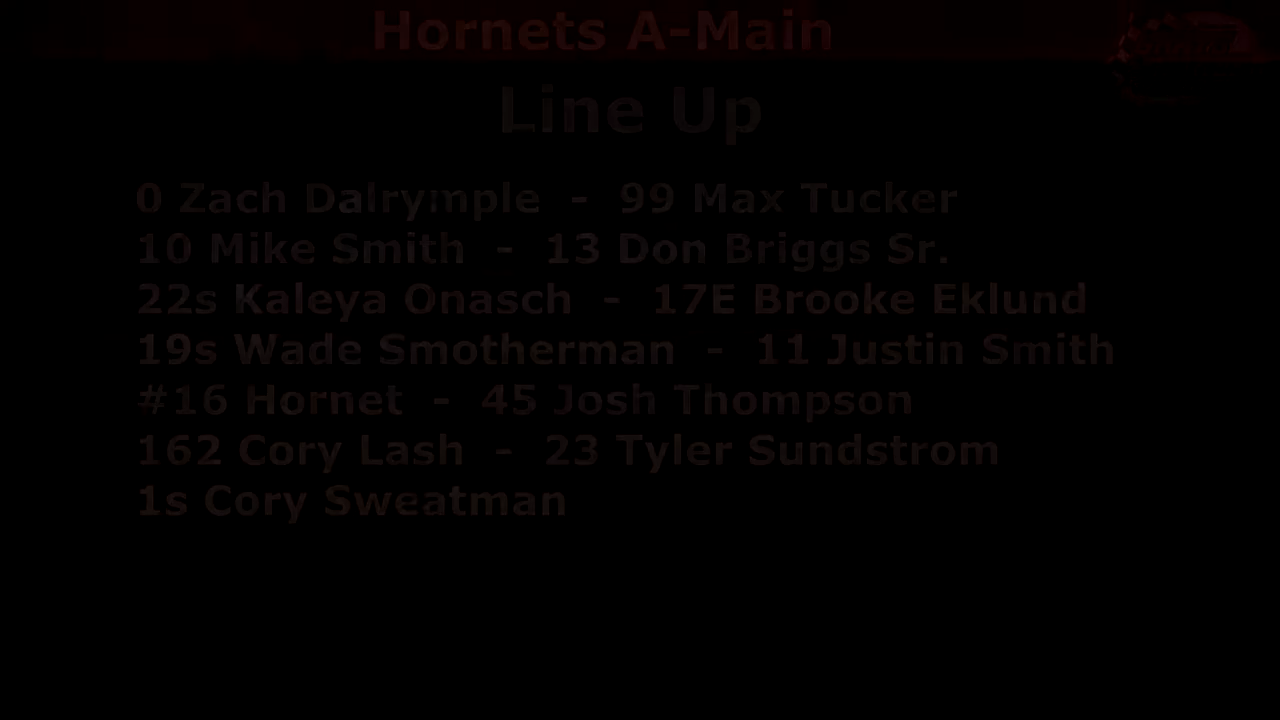 Hornets A-Main
Line Up
0 Zach Dalrymple - 99 Max Tucker
10 Mike Smith - 13 Don Briggs Sr.
22s Kaleya Onasch - 17E Brooke Eklund
19s Wade Smotherman - 11 Justin Smith
#16 Hornet - 45 Josh Thompson
162 Cory Lash - 23 Tyler Sundstrom
1s Cory Sweatman